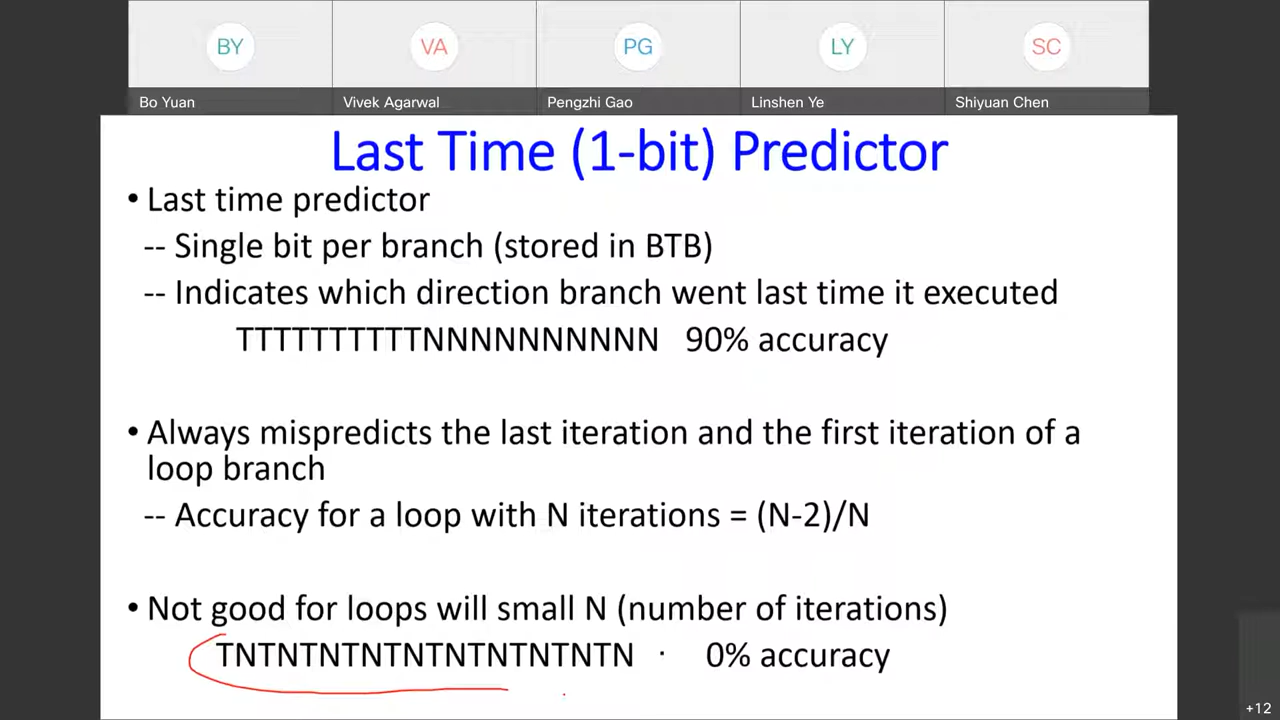 BY VA PG LY SC
Bo Yuan Vivek Agarwal Pengzhi Gao Linshen Ye Shiyuan Chen
Last Time (1-bit) Predictor
• Last time predictor
-- Single bit per branch (stored in BTB)
-- Indicates which direction branch went last time it executed
TTTTTTTTTTNNNNNNNNNN 90% accuracy
• Always mispredicts the last iteration and the first iteration of a
loop branch
-- Accuracy for a loop with N iterations = (N-2)/N
• Not good for loops will small N (number of iterations)
TNTNTNTNTNTNTNTNTNTN 0% accuracy
+12